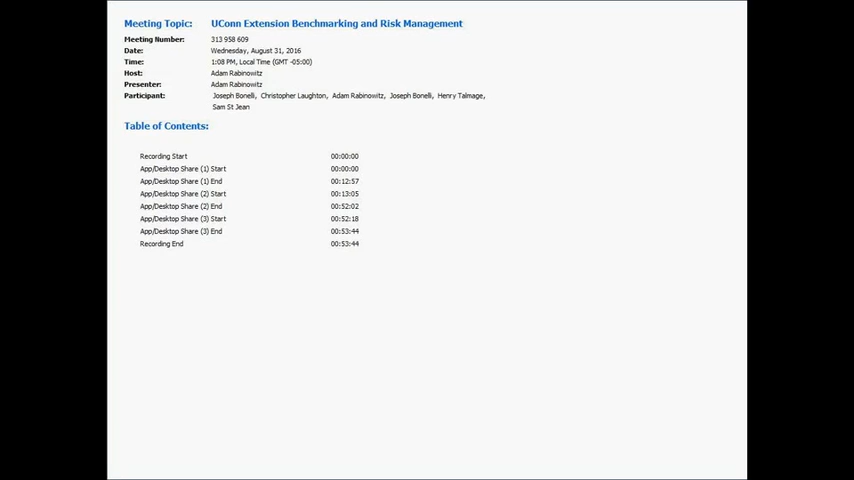 Meeting Topic: UConn Extension Benchmarking and Risk Management
Meeting Number: 313 958 609
Date: Wednesday, August 31, 2016
Time: 1:08 PM, Local Time (GMT -05:00)
Host: Adam Rabinowitz
Presenter: Adam Rabinowitz
Participant: Joseph Bonelli, Christopher Laughton, Adam Rabinowitz, Joseph Bonelli, Henry Talmage,
Sam St Jean
Table of Contents:
Recording Start 00:00:00
App/Desktop Share (1) Start 00:00:00
App/Desktop Share (1) End 00:12:57
App/Desktop Share (2) Start 00:13:05
App/Desktop Share (2) End 00:52:02
App/Desktop Share (3) Start 00:52:18
App/Desktop Share (3) End 00:53:44
Recording End 00:53:44